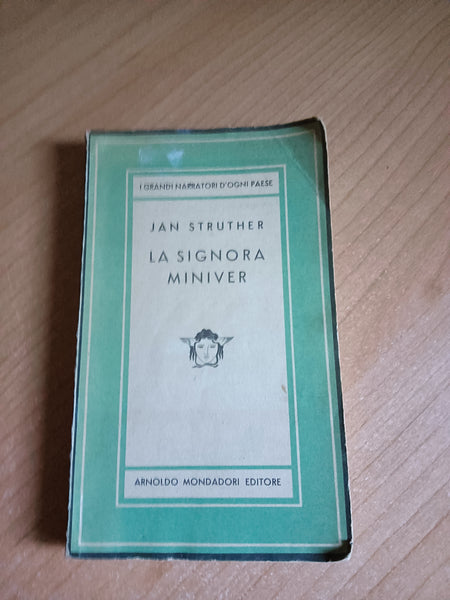 I GRANDI NARRATORI D'OGNI PAESE
JAN STRUTHER
LA SIGNORA
MINIVER
ARNOLDO MONDADORI EDITORE